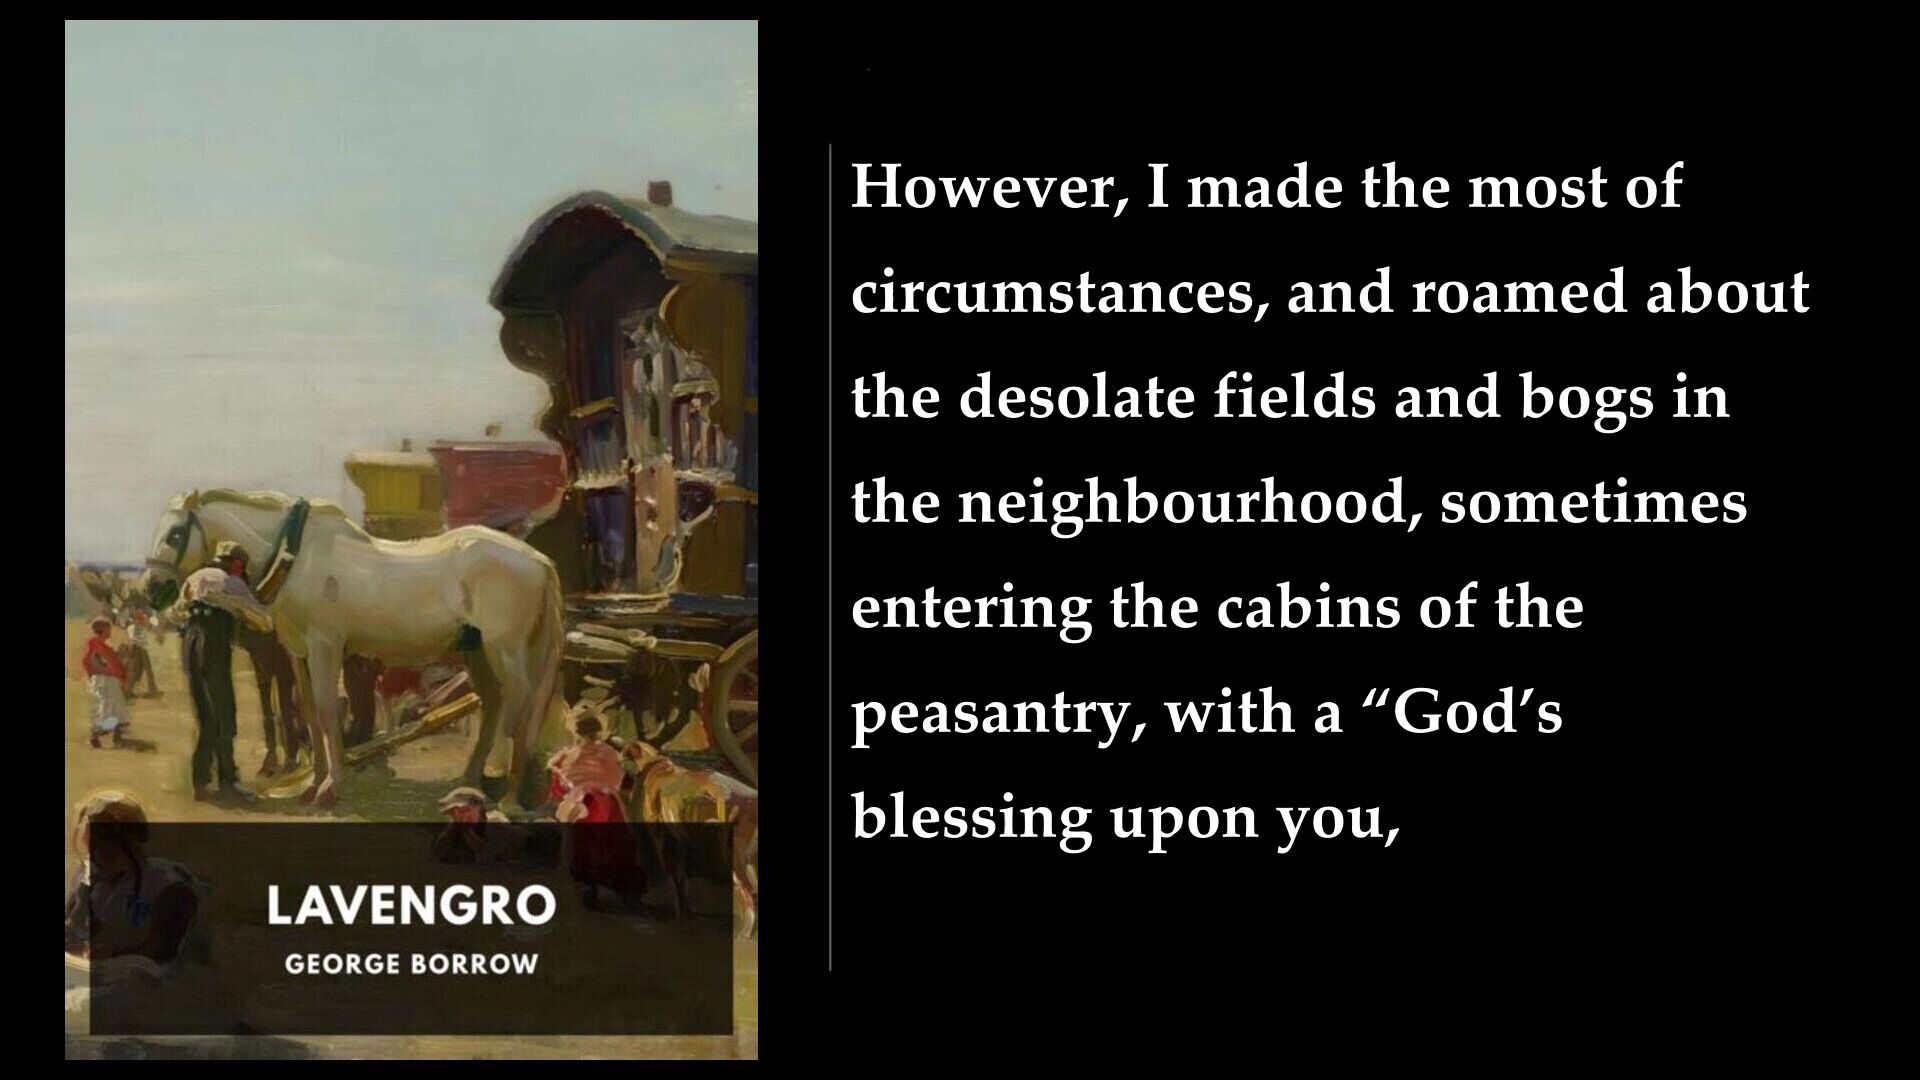 LAVENGRO
GEORGE BORROW
However, I made the most of
circumstances, and roamed about
the desolate fields and bogs in
the neighbourhood, sometimes
entering the cabins of the
peasantry, with a “God’s
blessing upon you,